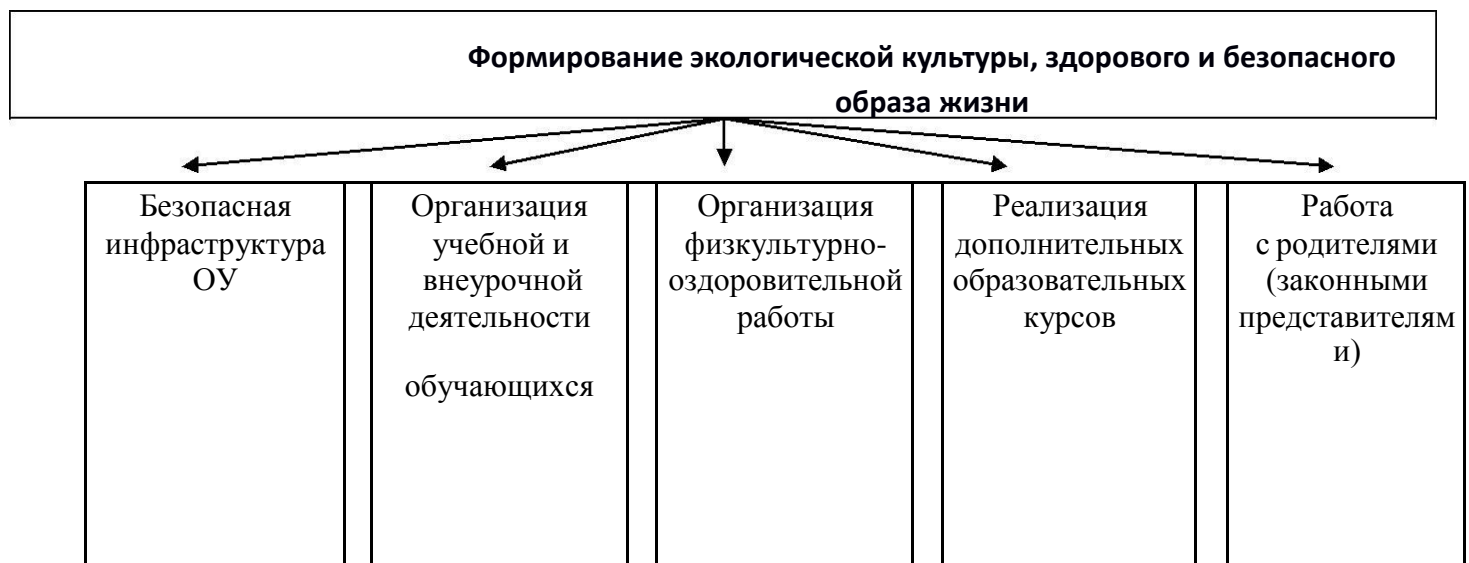 Формирование экологической культуры, здорового и безопасного
образа жизни
Безопасная
инфраструктура
ОУ
Организация
учебной и
внеурочной
деятельности
обучающихся
Организация
физкультурно-
оздоровительной
работы
Реализация
дополнительных
образовательных
курсов
Работа
с родителями
(законными
представителям
и)